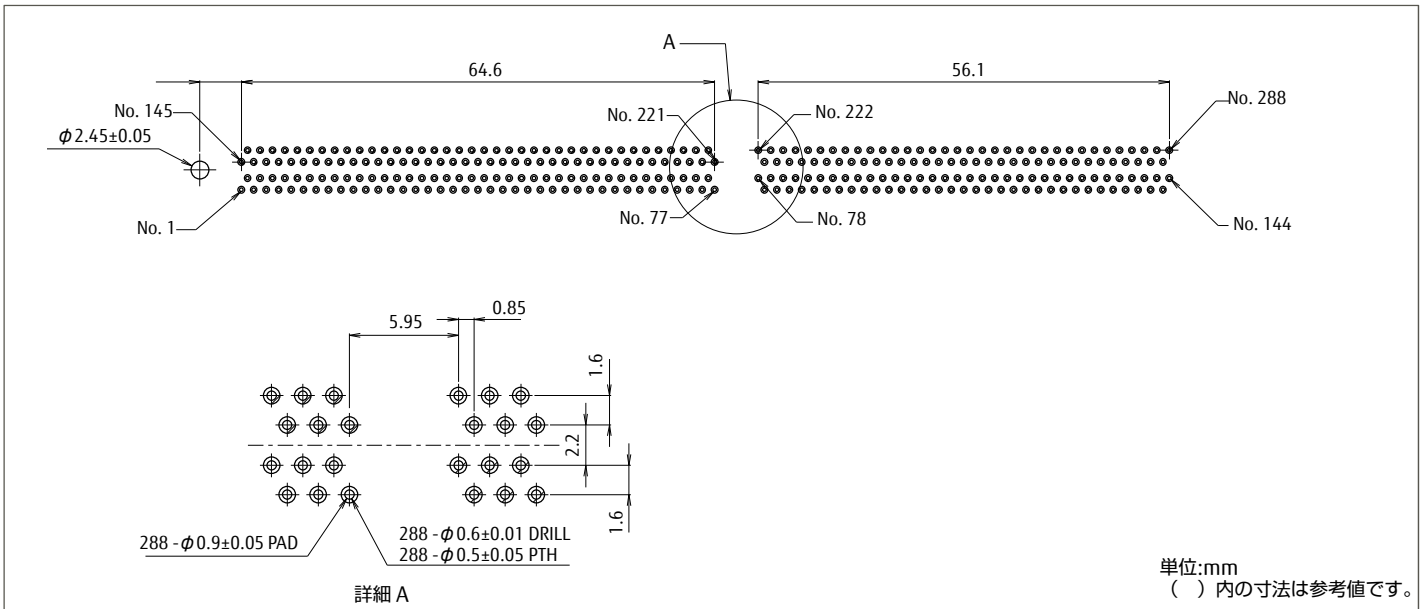 A
64.6
56.1
No. 145
No. 221
No. 222
No. 288
φ2.45±0.05
No. 1
No. 77
No. 78
No. 144
5.95
0.85
1.6
2.2
1.6
288 -φ0.9±0.05 PAD
288 -φ0.6±0.01 DRILL
288 -φ0.5±0.05 PTH
詳細 A
単位:mm
（　）内の寸法は参考値です。